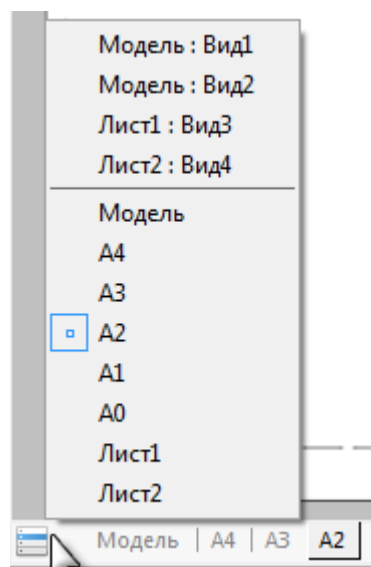 Модель : Вид1
Модель : Вид2
Лист1 : Вид3
Лист2 : Вид4
Модель
А4
А3
А2
А1
А0
Лист1
Лист2
Модель | А4 | А3 А2